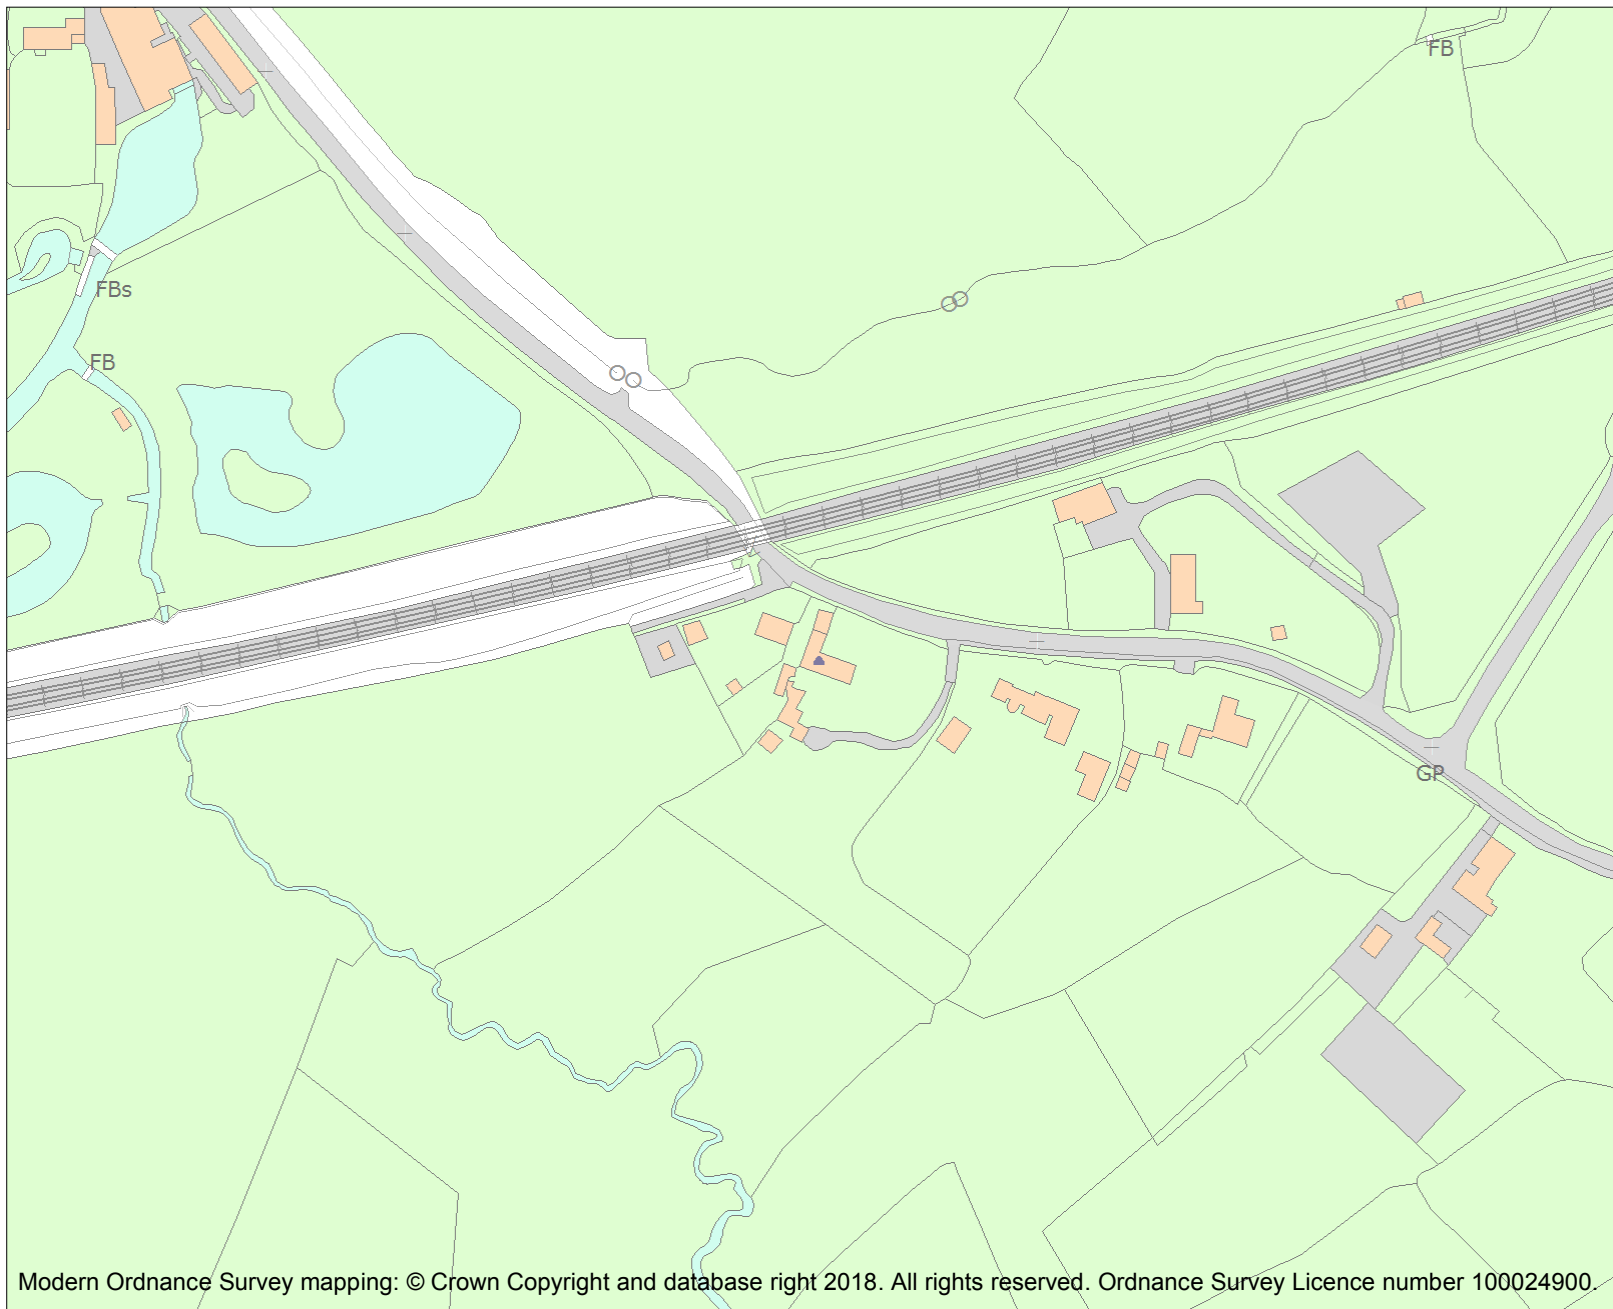 FB
FBs
FB
GP
Modern Ordnance Survey mapping: © Crown Copyright and database right 2018. All rights reserved. Ordnance Survey Licence number 100024900.